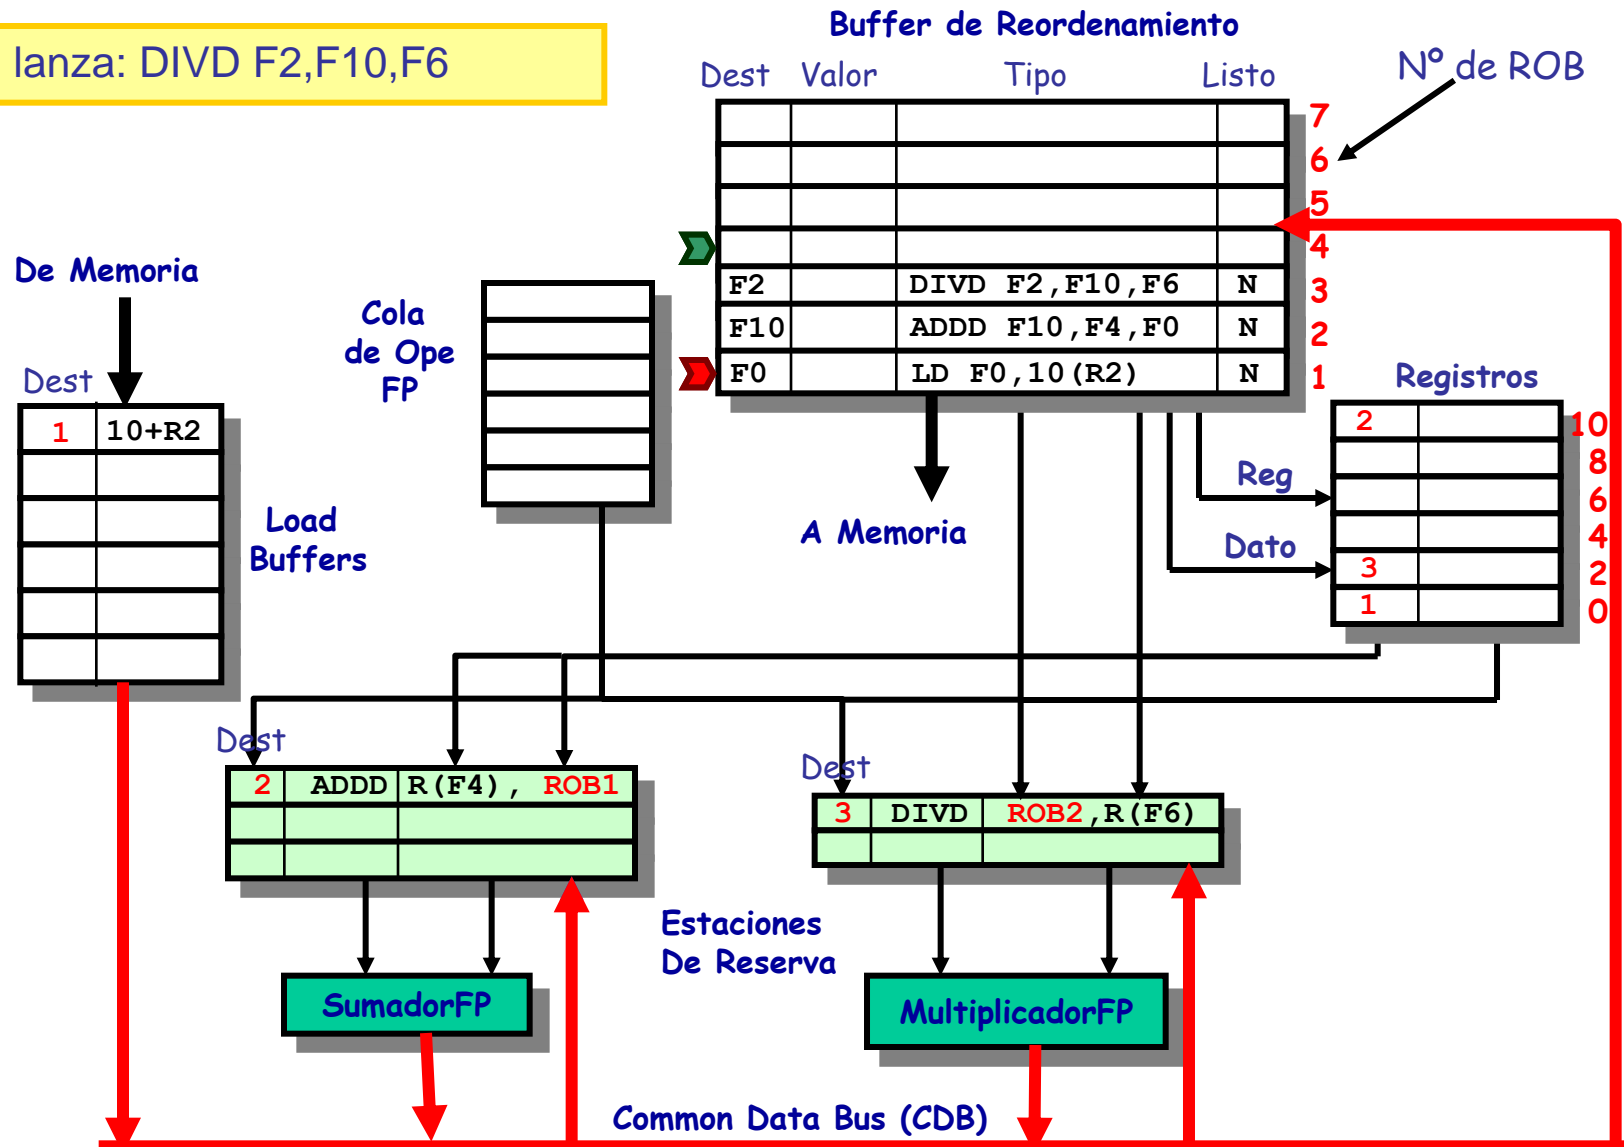 Buffer de Reordenamiento
lanza: DIVD F2,F10,F6
Dest Valor Tipo Listo
Nº de ROB
7
6
5
4
F2 DIVD F2,F10,F6 N 3
F10 ADDD F10,F4,F0 N 2
F0 LD F0,10(R2) N 1
De Memoria
Cola
de Ope
FP
Dest
1 10+R2
Load
Buffers
A Memoria
Registros
2 10
8
6
4
3 2
1 0
Reg
Dato
Dest
2 ADDD R(F4), ROB1
Dest
3 DIVD ROB2,R(F6)
Estaciones
De Reserva
SumadorFP
MultiplicadorFP
Common Data Bus (CDB)